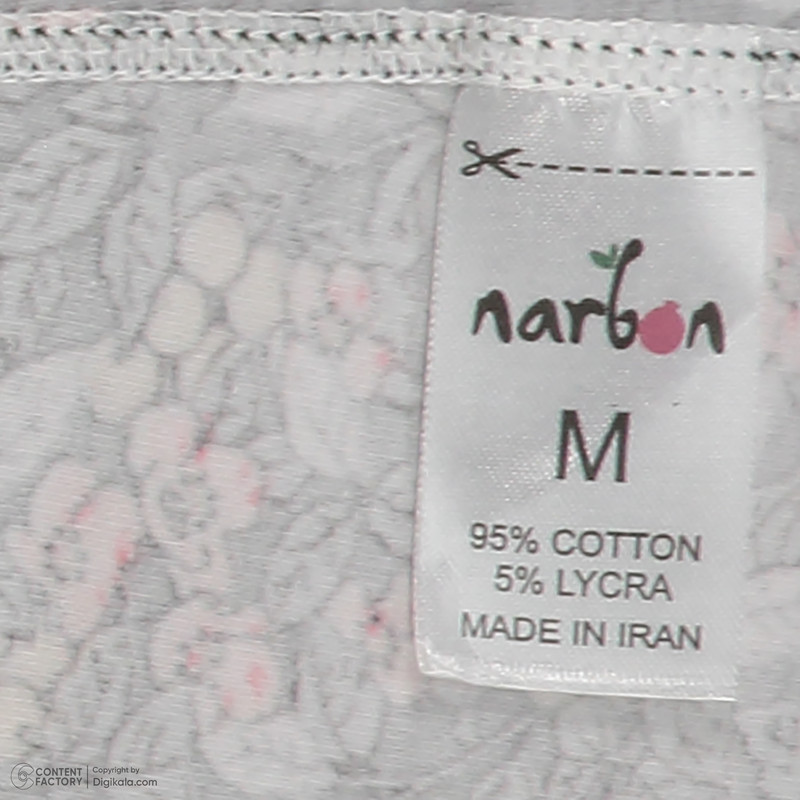 narbon
M
95% COTTON
5% LYCRA
MADE IN IRAN
CONTENT FACTORY
Copyright by
Digikala.com